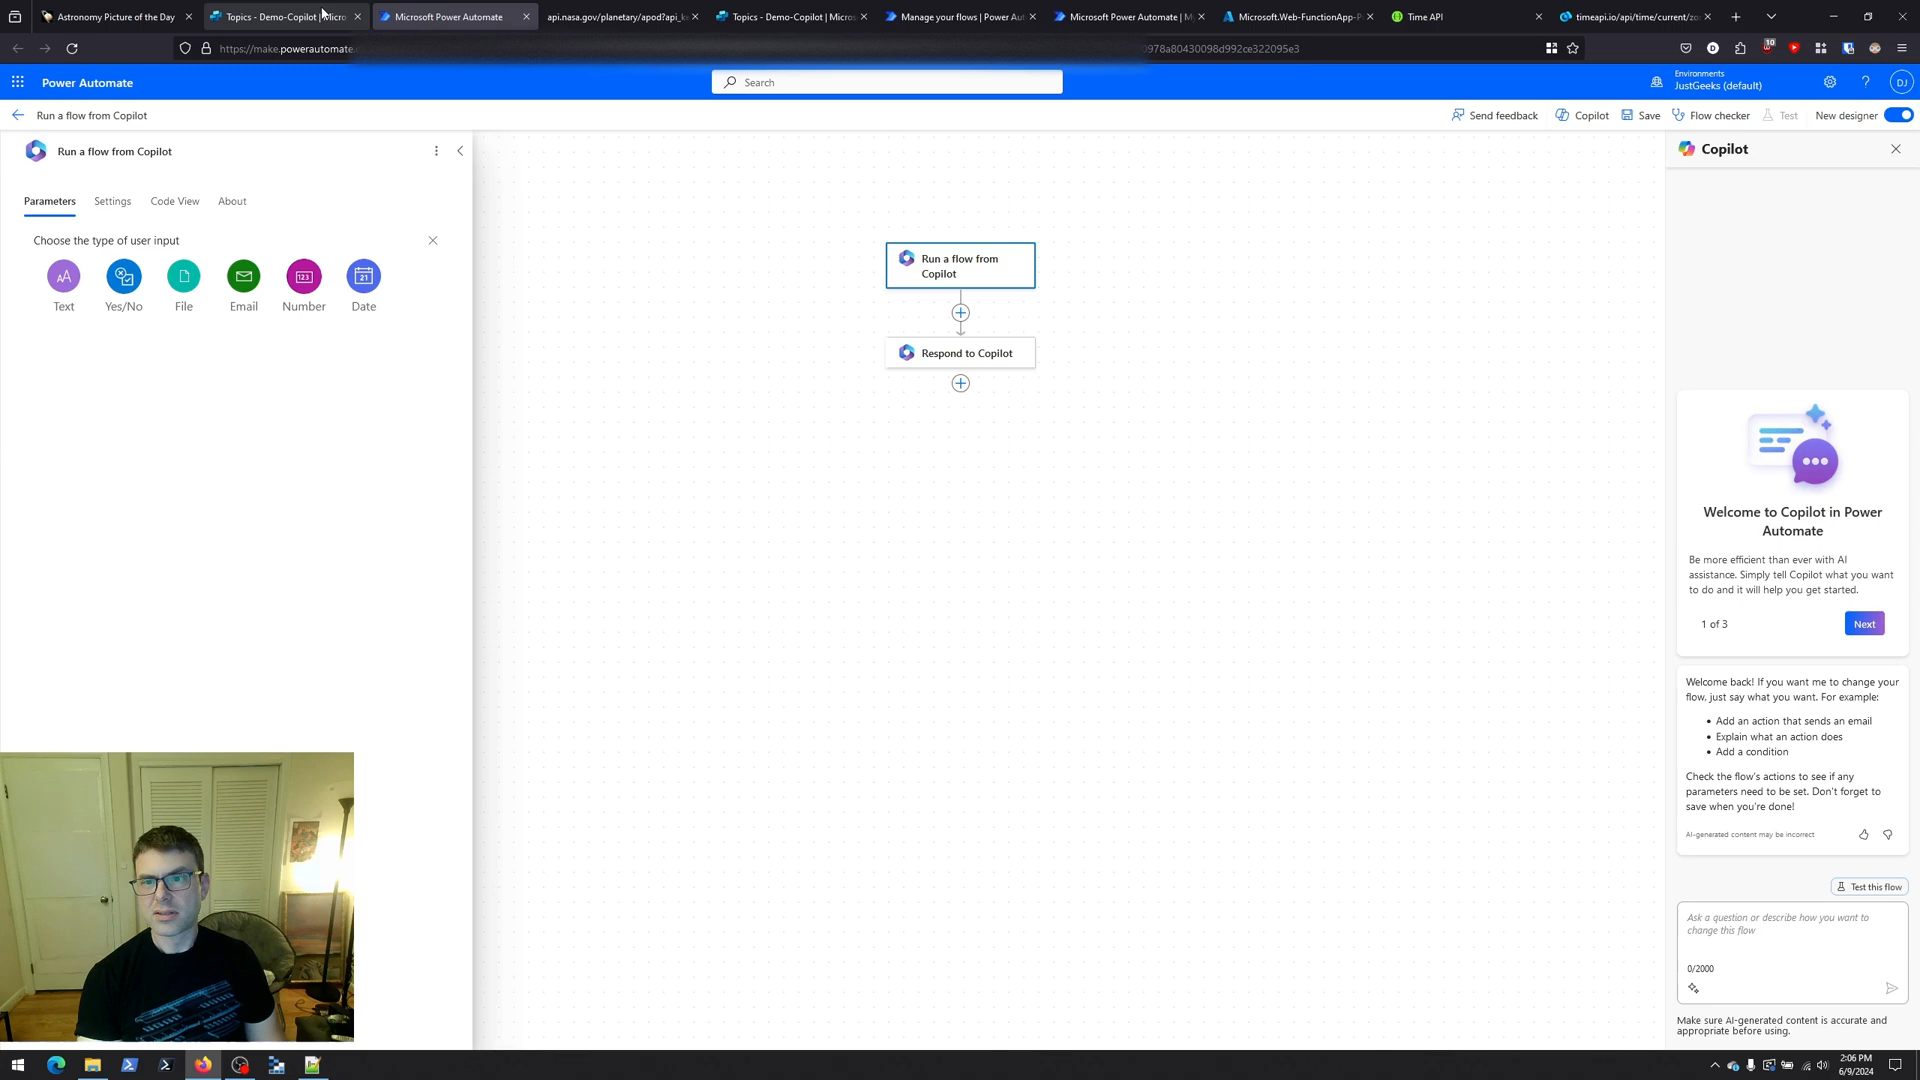 Astronomy Picture of the Day
Topics - Demo-Copilot | Micro
Microsoft Power Automate
api.nasa.gov/planetary/apod?api_k
Topics - Demo-Copilot | Micros
Manage your flows | Power Aut
Microsoft Power Automate | My
Microsoft.Web-FunctionApp-P
Time API
timeapi.io/api/time/current/zo
https://make.powerautomate.
0978a80430098d992ce322095e3
10
Power Automate
Search
Environments
JustGeeks (default)
DJ
Run a flow from Copilot
Send feedback
Copilot
Save
Flow checker
Test
New designer
Run a flow from Copilot
Parameters
Settings
Code View
About
Choose the type of user input
AA
123
21
Text
Yes/No
File
Email
Number
Date
Run a flow from
Copilot
Respond to Copilot
Copilot
Welcome to Copilot in Power
Automate
Be more efficient than ever with AI
assistance. Simply tell Copilot what you want
to do and it will help you get started.
1 of 3
Next
Welcome back! If you want me to change your
flow, just say what you want. For example:
• Add an action that sends an email
• Explain what an action does
• Add a condition
Check the flow's actions to see if any
parameters need to be set. Don't forget to
save when you're done!
AI-generated content may be incorrect
Test this flow
Ask a question or describe how you want to
change this flow
0/2000
Make sure AI-generated content is accurate and
appropriate before using.
2:06 PM
6/9/2024